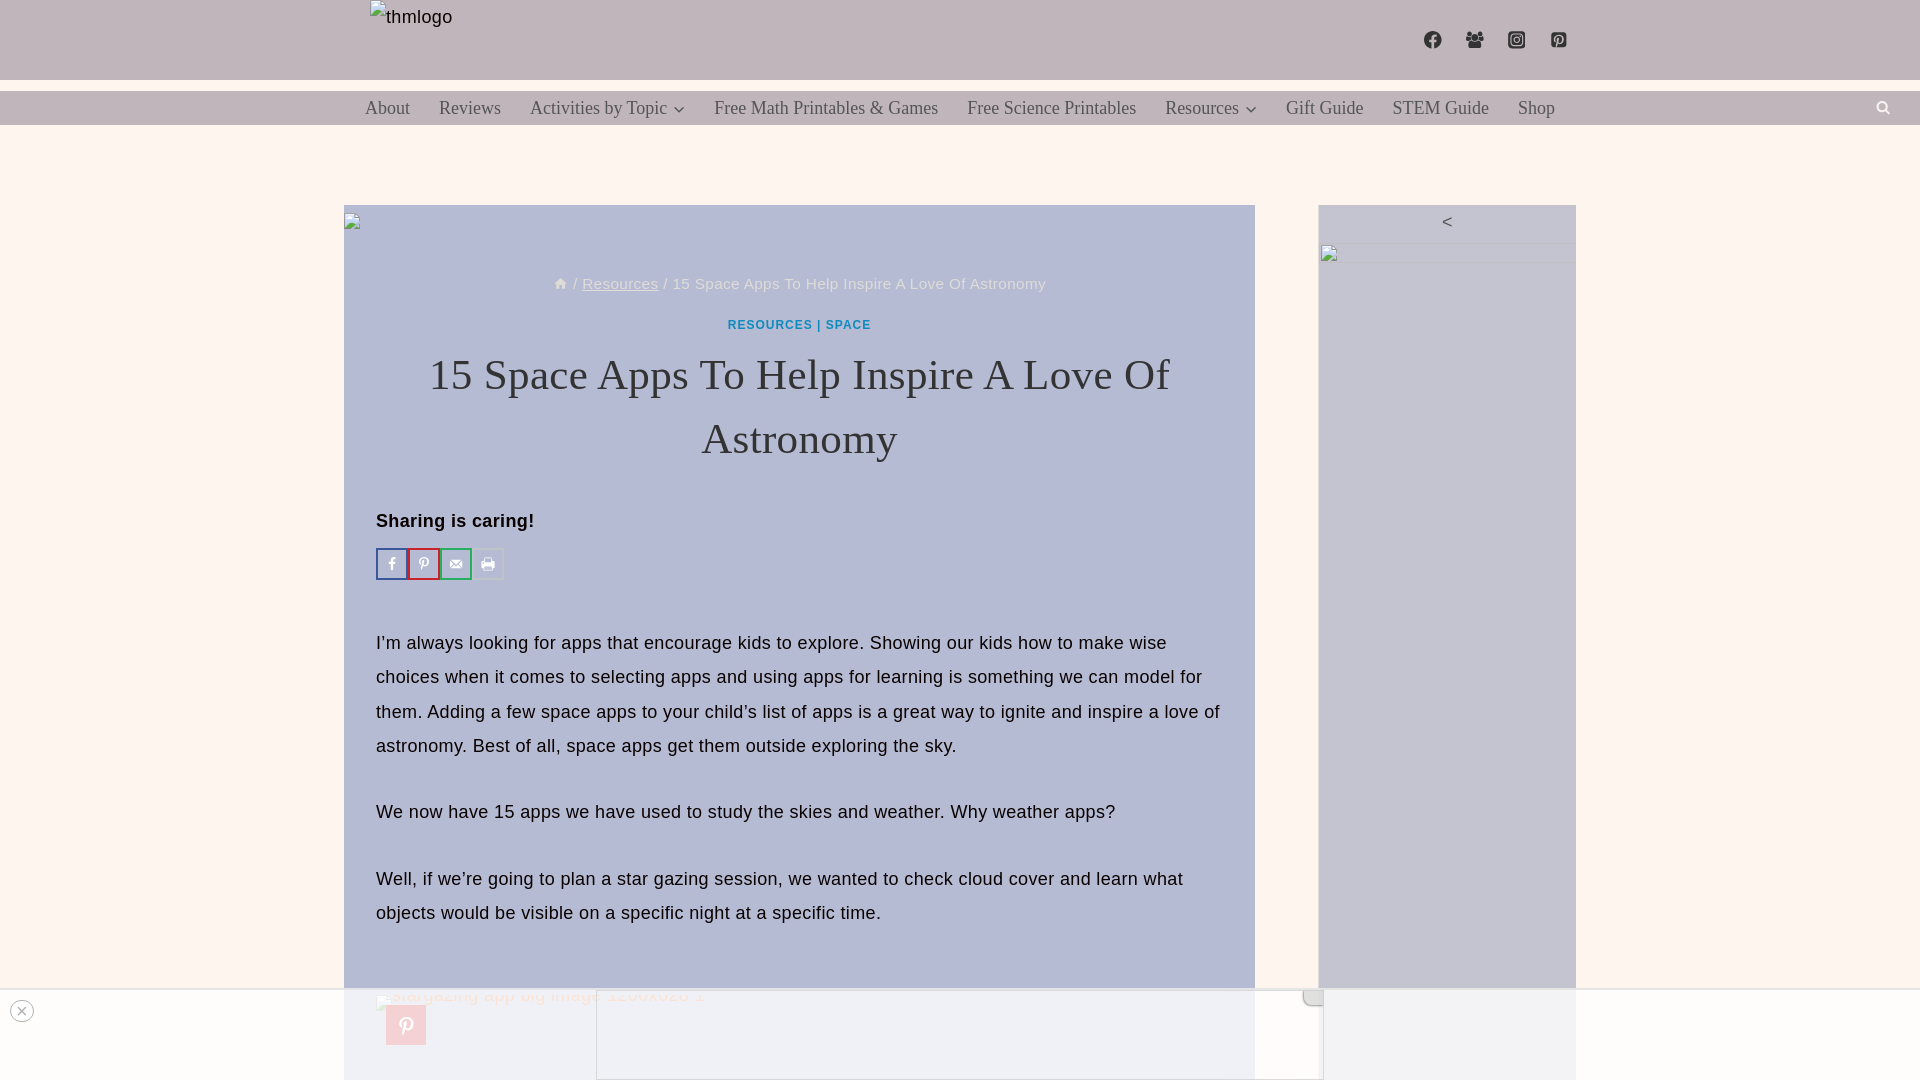 thmlogo
About Reviews Activities by Topic Free Math Printables & Games Free Science Printables Resources Gift Guide STEM Guide Shop
<
/ Resources / 15 Space Apps To Help Inspire A Love Of Astronomy
RESOURCES | SPACE
15 Space Apps To Help Inspire A Love Of
Astronomy
Sharing is caring!
I’m always looking for apps that encourage kids to explore. Showing our kids how to make wise
choices when it comes to selecting apps and using apps for learning is something we can model for
them. Adding a few space apps to your child’s list of apps is a great way to ignite and inspire a love of
astronomy. Best of all, space apps get them outside exploring the sky.
We now have 15 apps we have used to study the skies and weather. Why weather apps?
Well, if we’re going to plan a star gazing session, we wanted to check cloud cover and learn what
objects would be visible on a specific night at a specific time.
stargazing app big image